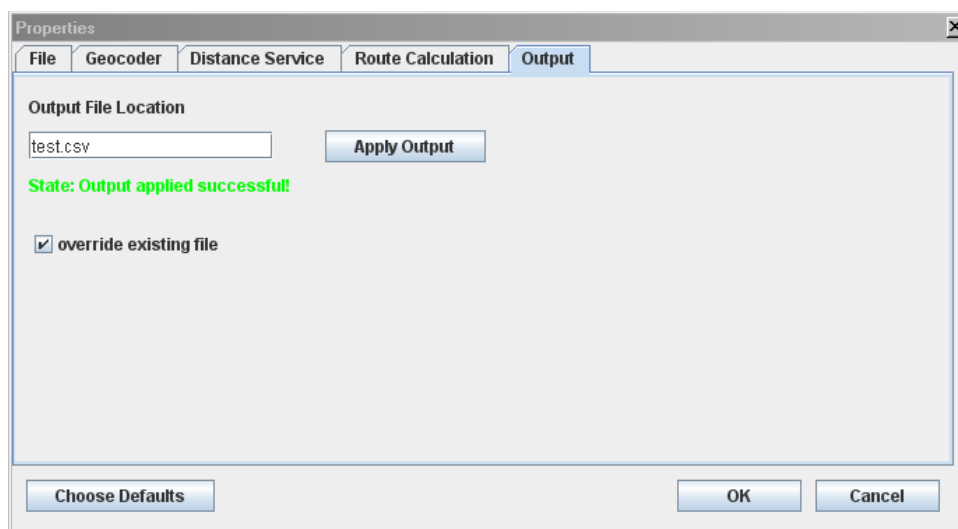 Properties
File Geocoder Distance Service Route Calculation Output
Output File Location
test.csv Apply Output
State: Output applied successful!
override existing file
Choose Defaults OK Cancel